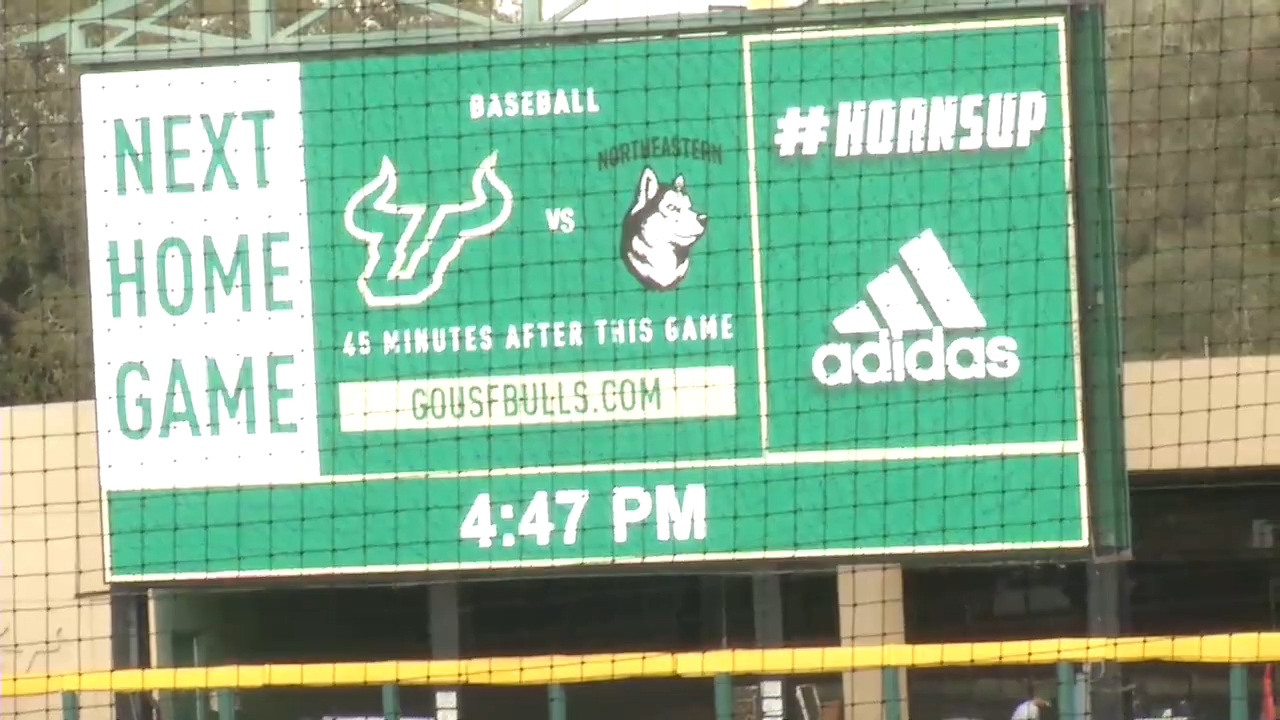 NEXT
HOME
GAME
BASEBALL
NORTHEASTERN
VS
45 MINUTES AFTER THIS GAME
GOUSFBULLS.COM
#HORNSUP
adidas
4:47 PM